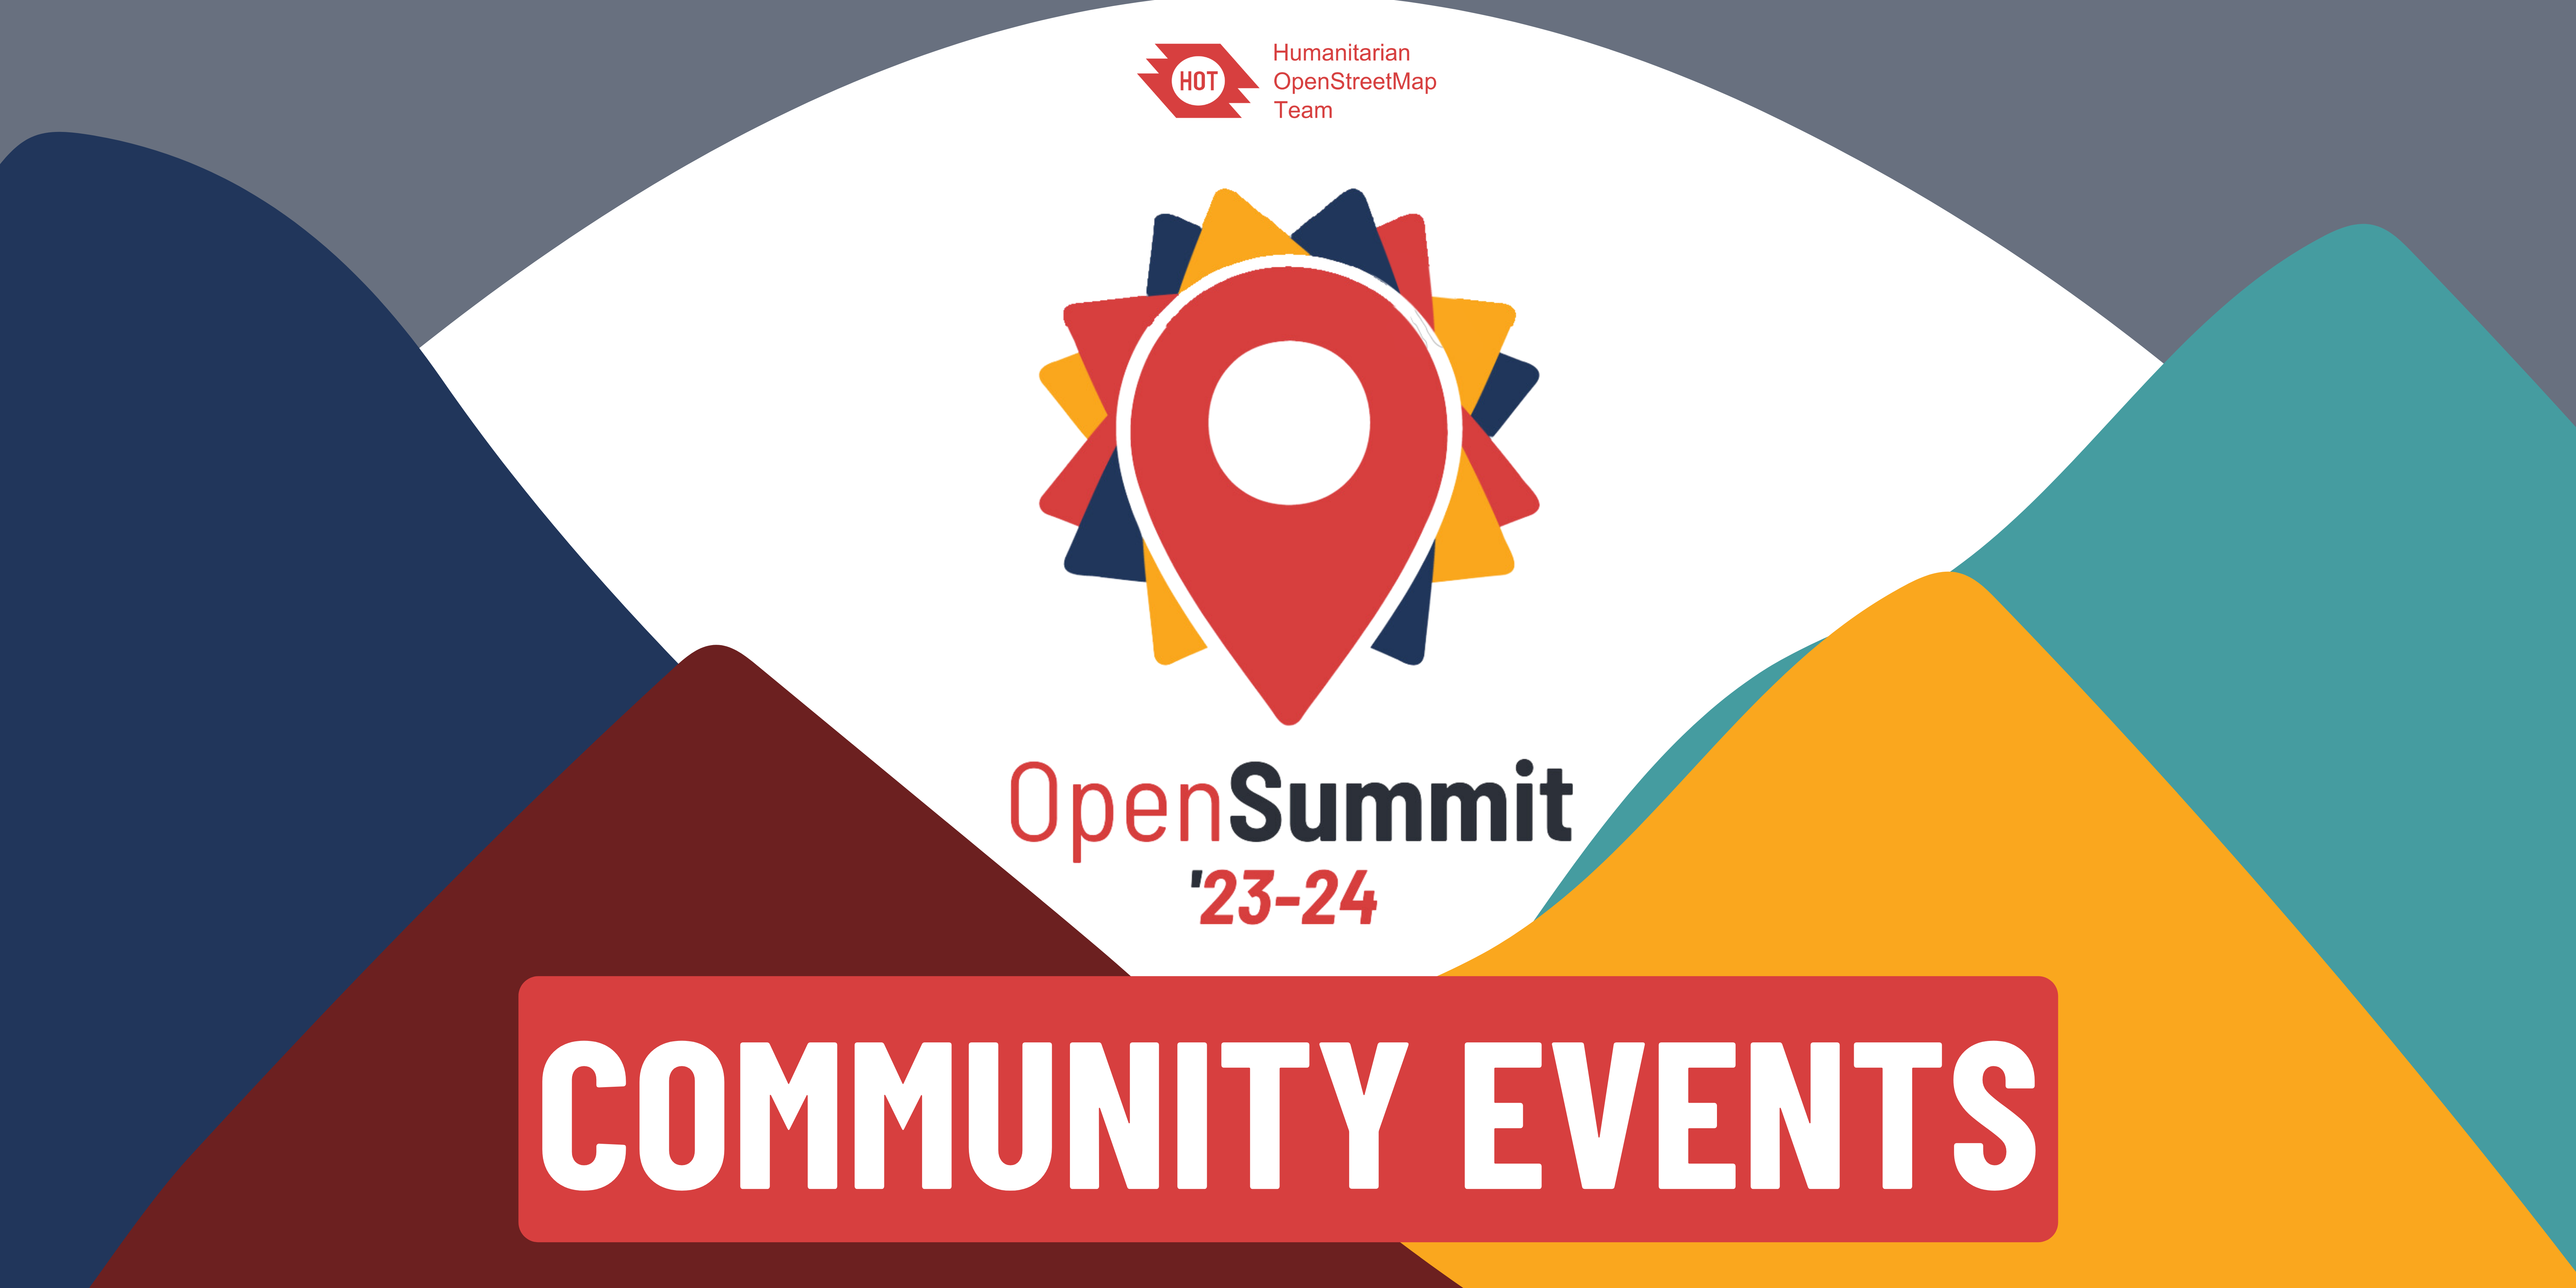 HOT
Humanitarian
OpenStreetMap
Team
OpenSummit
'23-24
COMMUNITY EVENTS